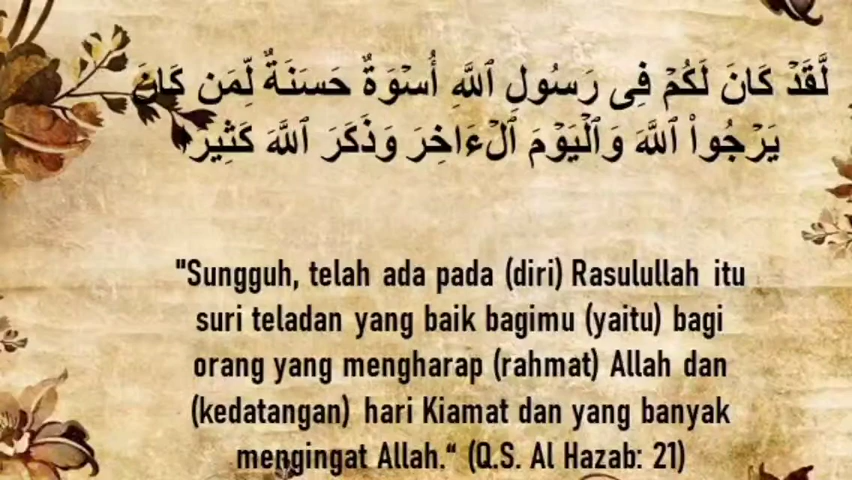 لَّقَدۡ كَانَ لَكُمۡ فِى رَسُولِ ٱللَّهِ أُسۡوَةٌ حَسَنَةٌ لِّمَن كَانَ
يَرۡجُواْ ٱللَّهَ وَٱلۡيَوۡمَ ٱلۡءَاخِرَ وَذَكَرَ ٱللَّهَ كَثِيرًا
"Sungguh, telah ada pada (diri) Rasulullah itu
suri teladan yang baik bagimu (yaitu) bagi
orang yang mengharap (rahmat) Allah dan
(kedatangan) hari Kiamat dan yang banyak
mengingat Allah.“ (Q.S. Al Hazab: 21)